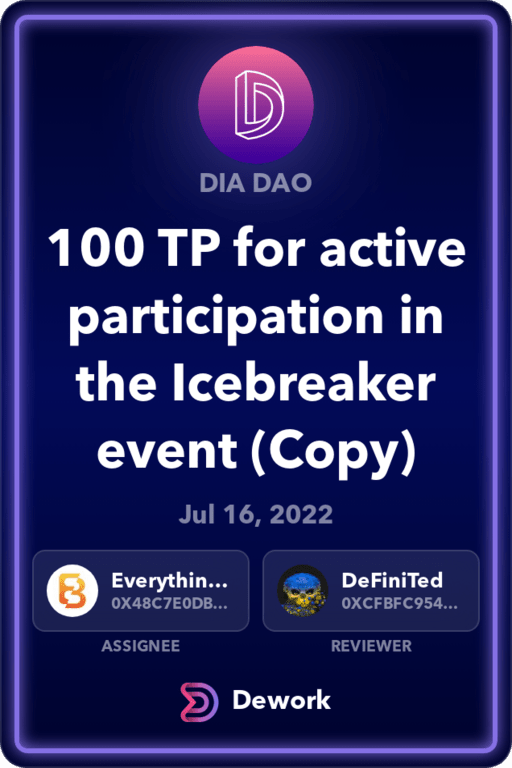 DIA DAO
100 TP for active
participation in
the Icebreaker
event (Copy)
Jul 16, 2022
Everythin...
0X48C7E0DB...
ASSIGNEE
DeFiniTed
0XCFBFC954...
REVIEWER
Dework